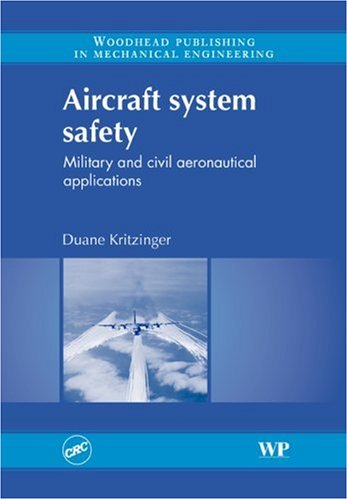 WOODHEAD PUBLISHING
IN MECHANICAL ENGINEERING
Aircraft system
safety
Military and civil aeronautical
applications
Duane Kritzinger
CRC
WP